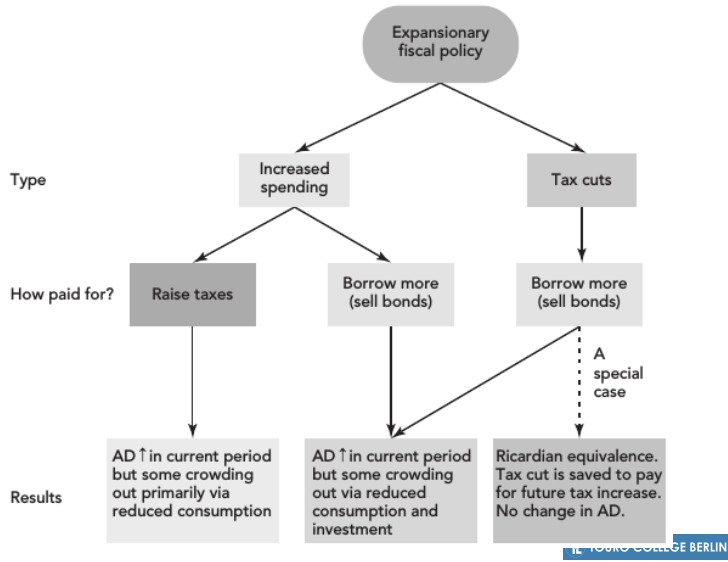 Expansionary
fiscal policy
Type
Increased
spending
Tax cuts
How paid for?
Raise taxes
Borrow more
(sell bonds)
Borrow more
(sell bonds)
A
special
case
Results
AD ↑ in current period
but some crowding
out primarily via
reduced consumption
AD ↑ in current period
but some crowding
out via reduced
consumption and
investment
Ricardian equivalence.
Tax cut is saved to pay
for future tax increase.
No change in AD.
TOURO COLLEGE BERLIN